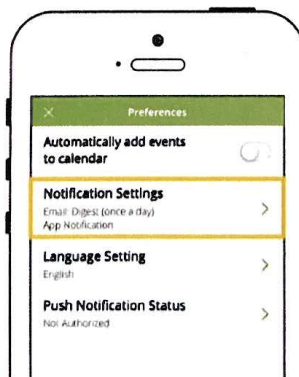 Preferences
Automatically add events
to calendar
Notification Settings
Email: Digest (once a day)
App Notification
Language Setting
English
Push Notification Status
Not Authorized